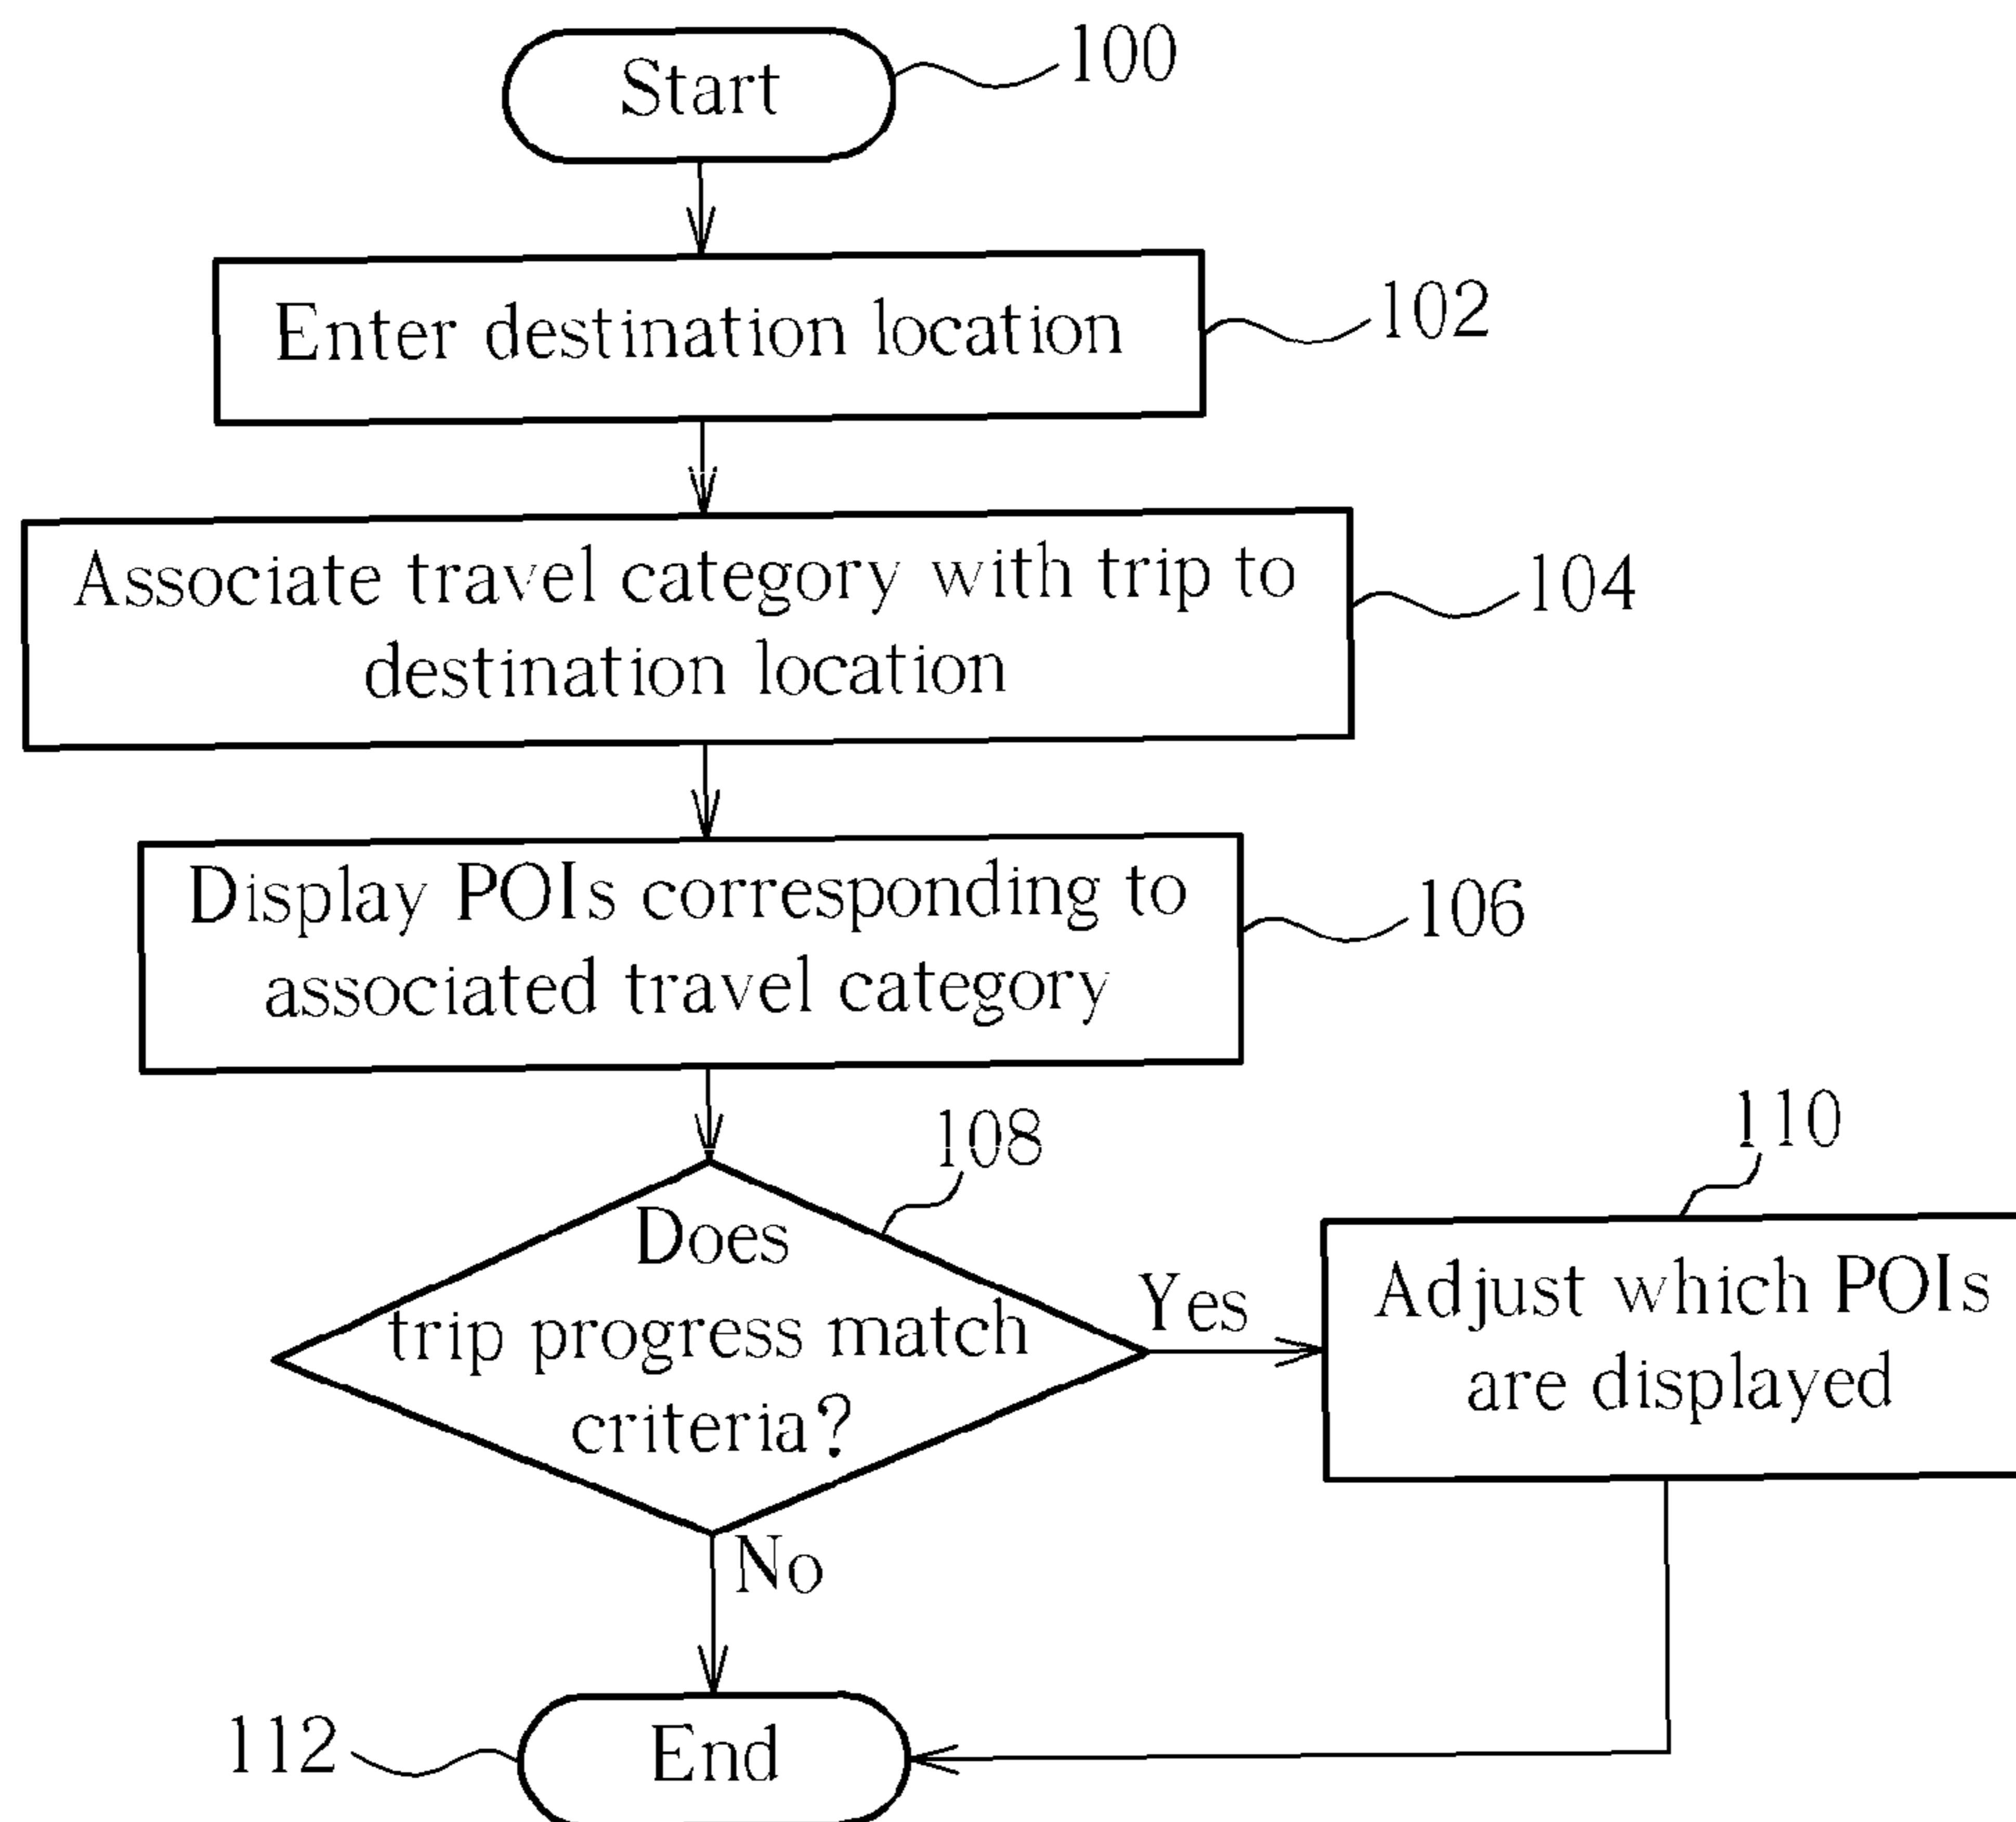 Start
100
Enter destination location
102
Associate travel category with trip to
destination location
104
Display POIs corresponding to
associated travel category
106
108
Does
trip progress match
criteria?
Yes
110
Adjust which POIs
are displayed
No
112
End